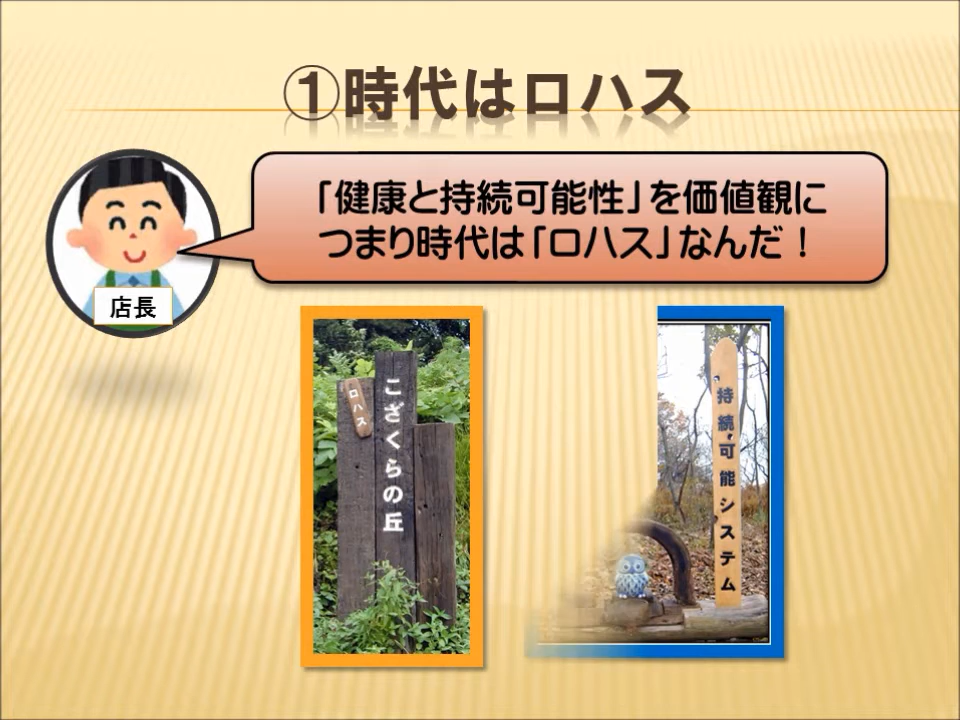 ①時代はロハス
「健康と持続可能性」を価値観に
つまり時代は「ロハス」なんだ！
店長
ロハス
こざくらの丘
持続可能システム